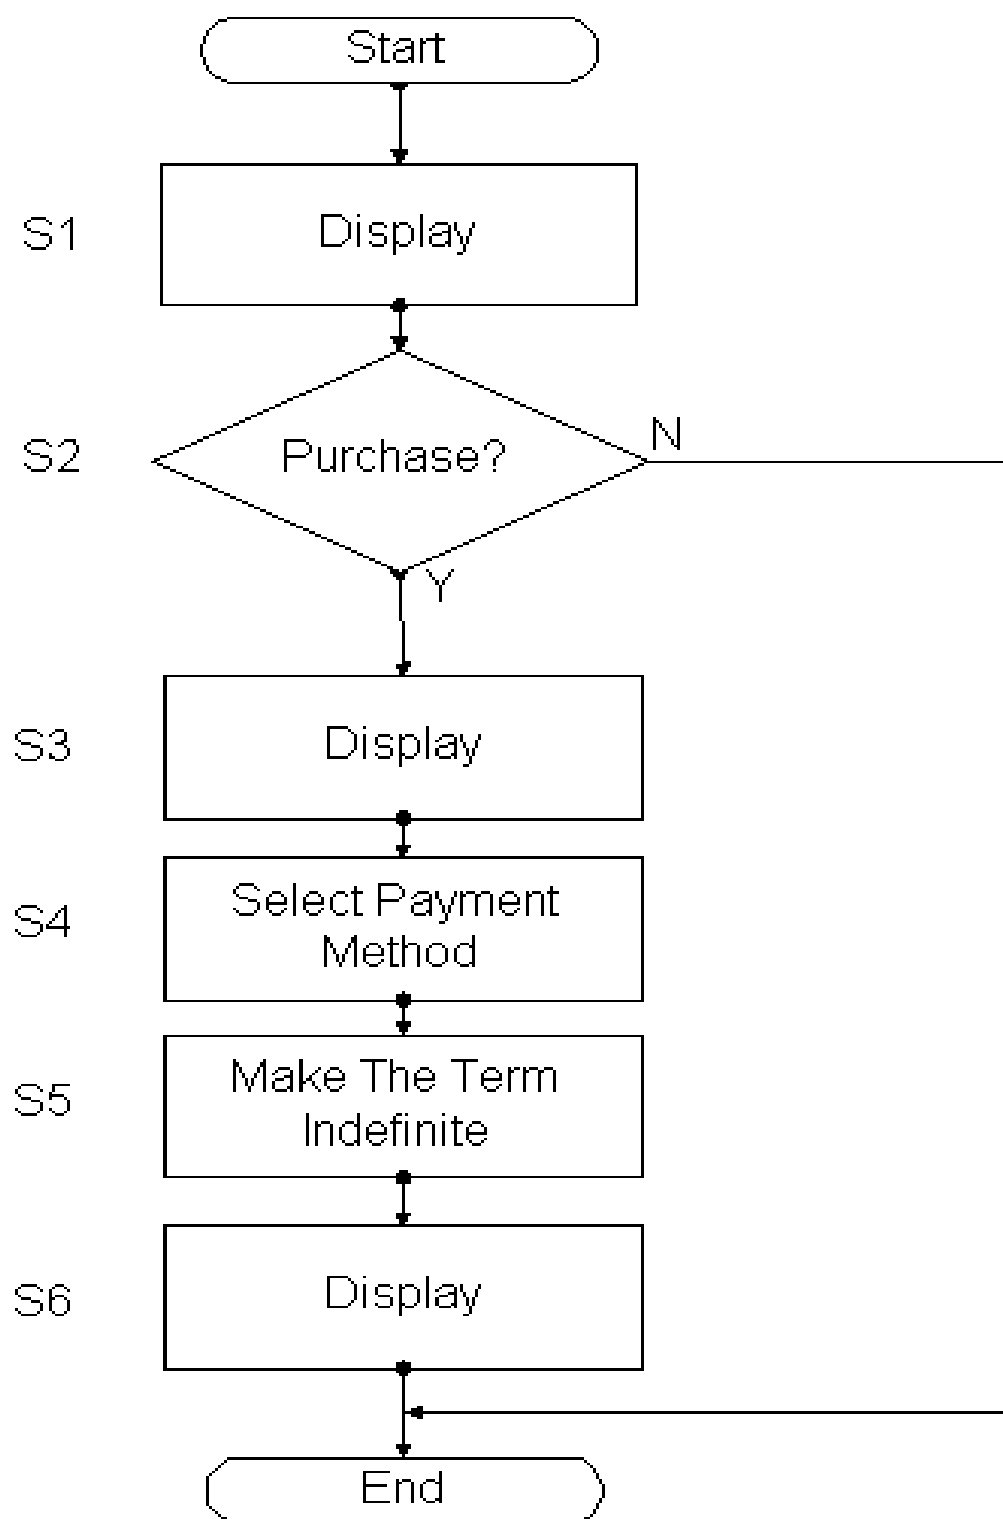 Start
S1
Display
S2
Purchase?
N
Y
S3
Display
S4
Select Payment
Method
S5
Make The Term
Indefinite
S6
Display
End